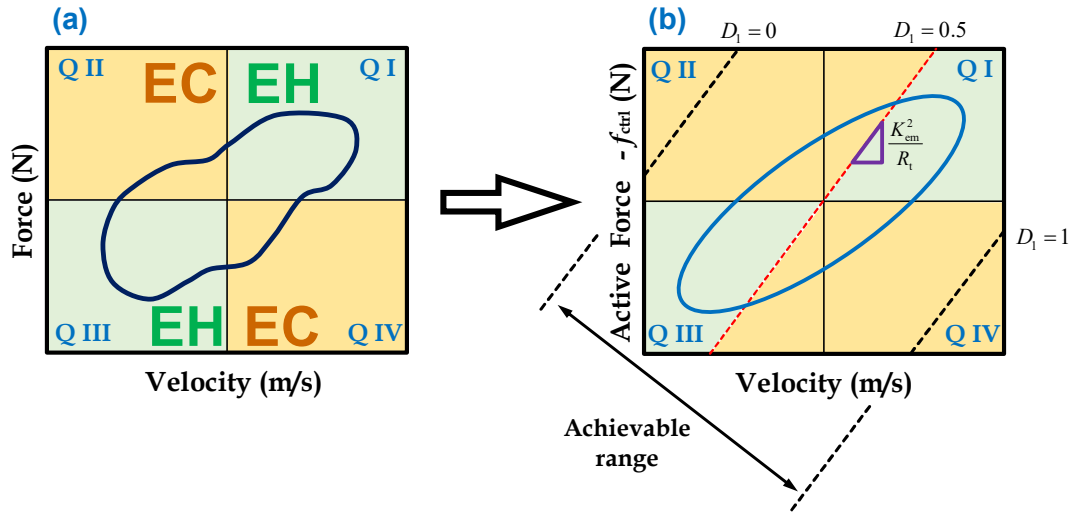 (a)
Q II
EC
EH
Q I
Force (N)
Q III
EH
EC
Q IV
Velocity (m/s)
(b)
D₁ = 0
D₁ = 0.5
Q II
Q I
K²ₑₘ
Rₜ
Active Force - f_ctrl (N)
D₁ = 1
Q III
Q IV
Velocity (m/s)
Achievable
range